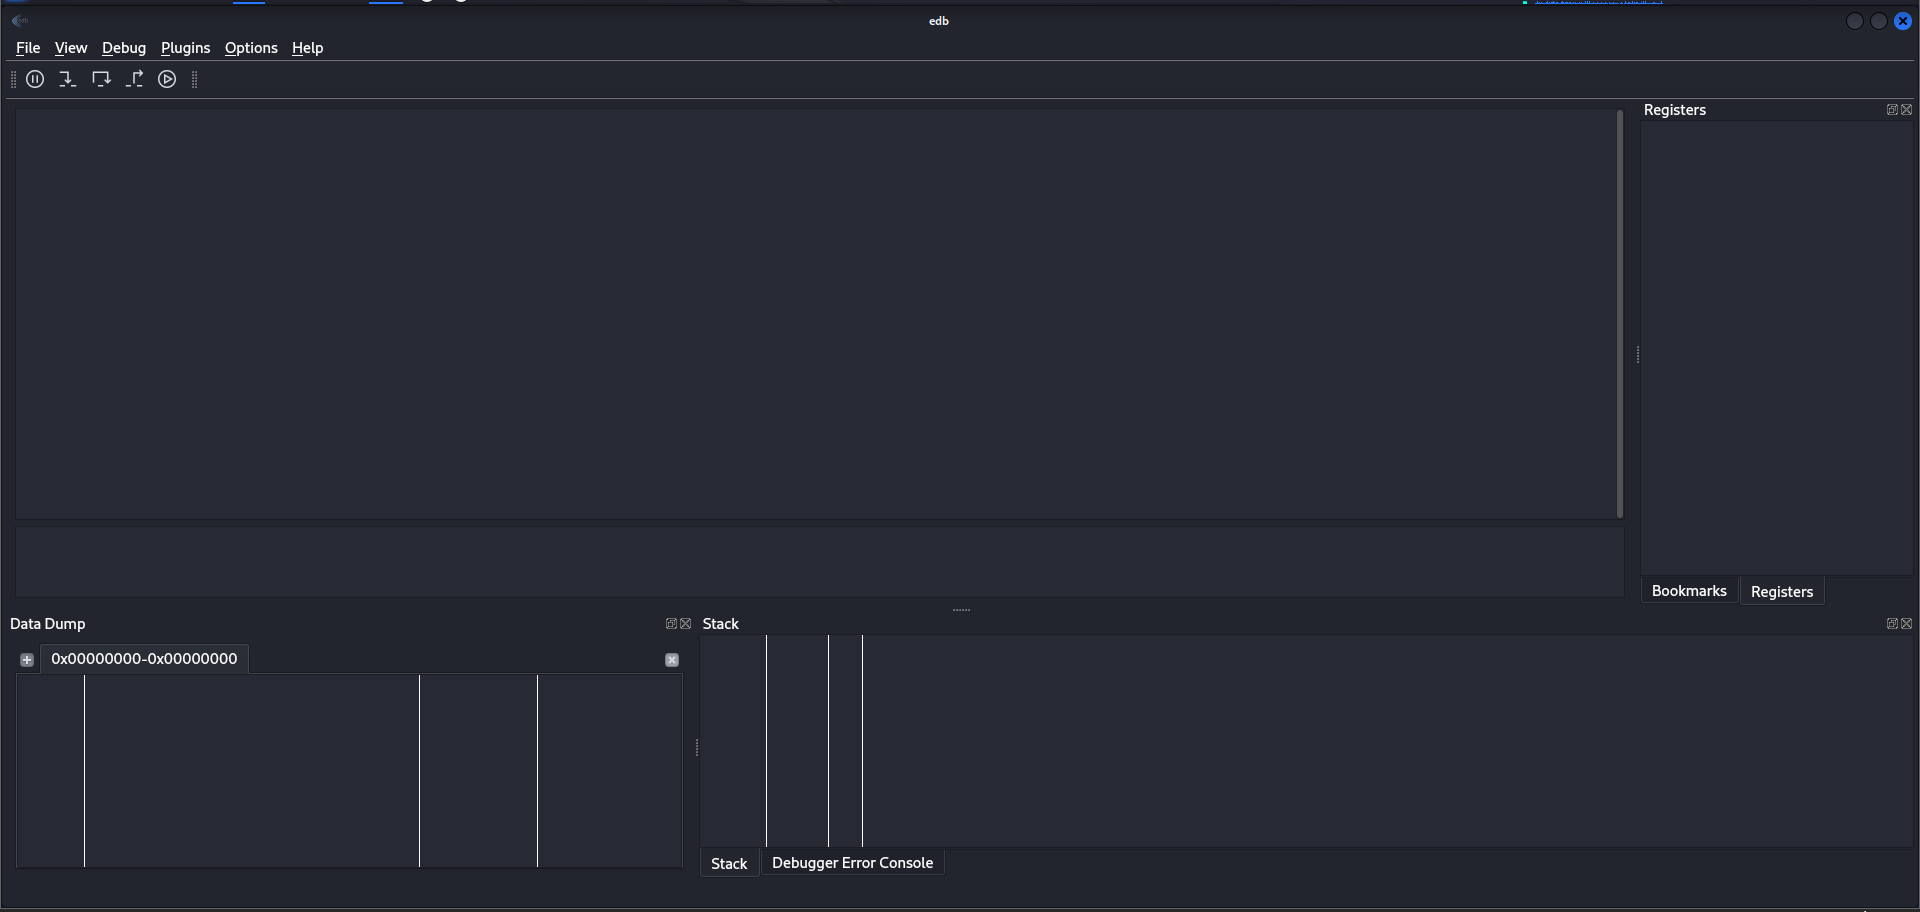 edb
File View Debug Plugins Options Help
Registers
Bookmarks Registers
Data Dump
0x00000000-0x00000000
Stack
Stack Debugger Error Console